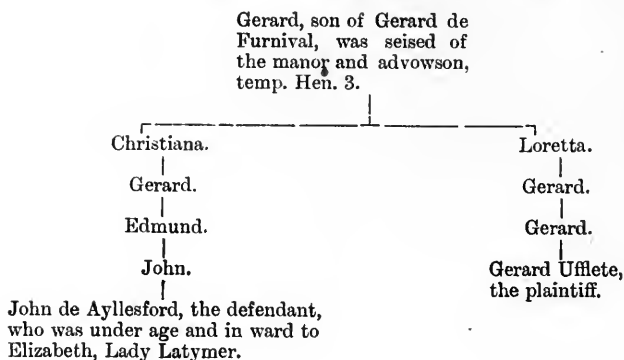 Gerard, son of Gerard de
Furnival, was seised of
the manor and advowson,
temp. Hen. 3.
Christiana.
Loretta.
Gerard.
Gerard.
Edmund.
Gerard.
John.
Gerard Ufflete,
the plaintiff.
John de Ayllesford, the defendant,
who was under age and in ward to
Elizabeth, Lady Latymer.